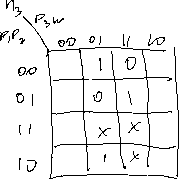 n₃
P₃w
P₁P₂
00 01 11 10
00 1 0
01 0 1
11 x x
10 1 x